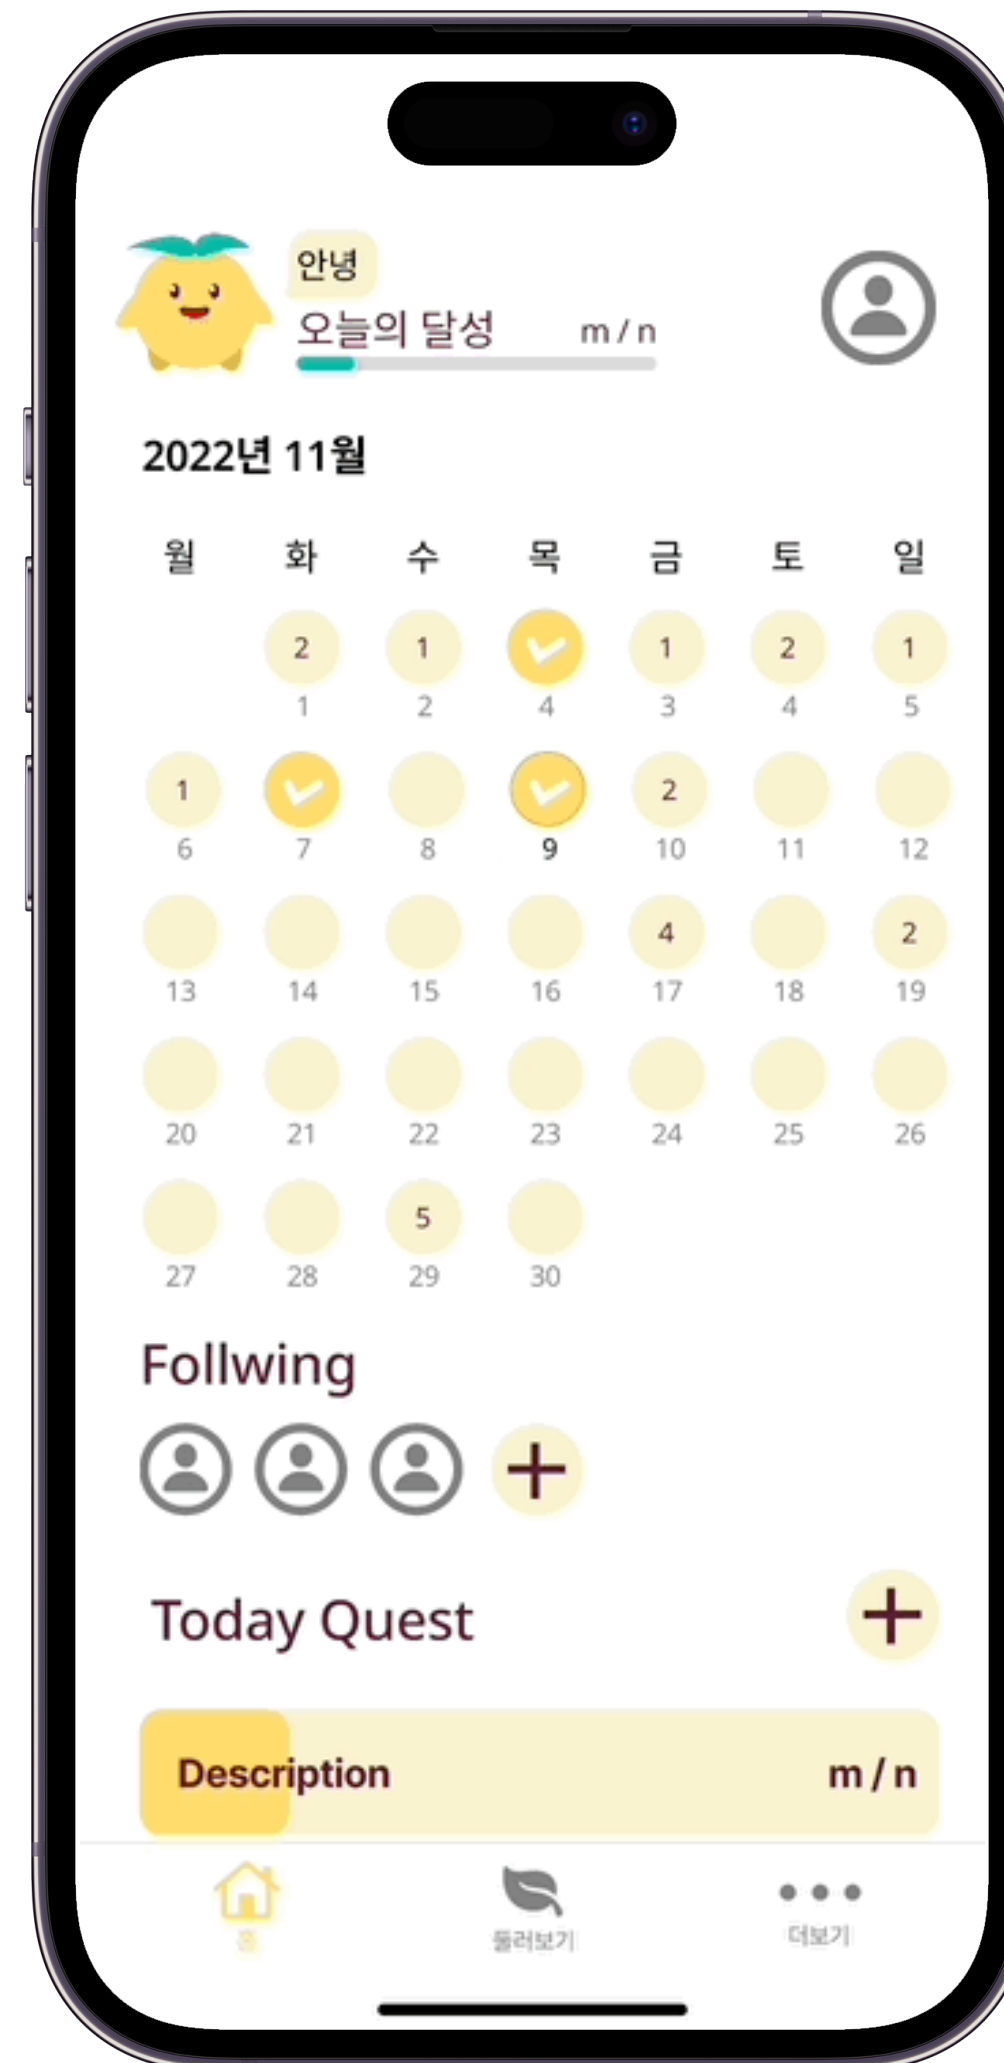 안녕
오늘의 달성 m / n
2022년 11월
월 화 수 목 금 토 일
2 1 1 2 1
1 2 4 3 4 5
1 2
6 7 8 9 10 11 12
4 2
13 14 15 16 17 18 19
20 21 22 23 24 25 26
5
27 28 29 30
Follwing
Today Quest
Description m / n
홈 둘러보기 더보기